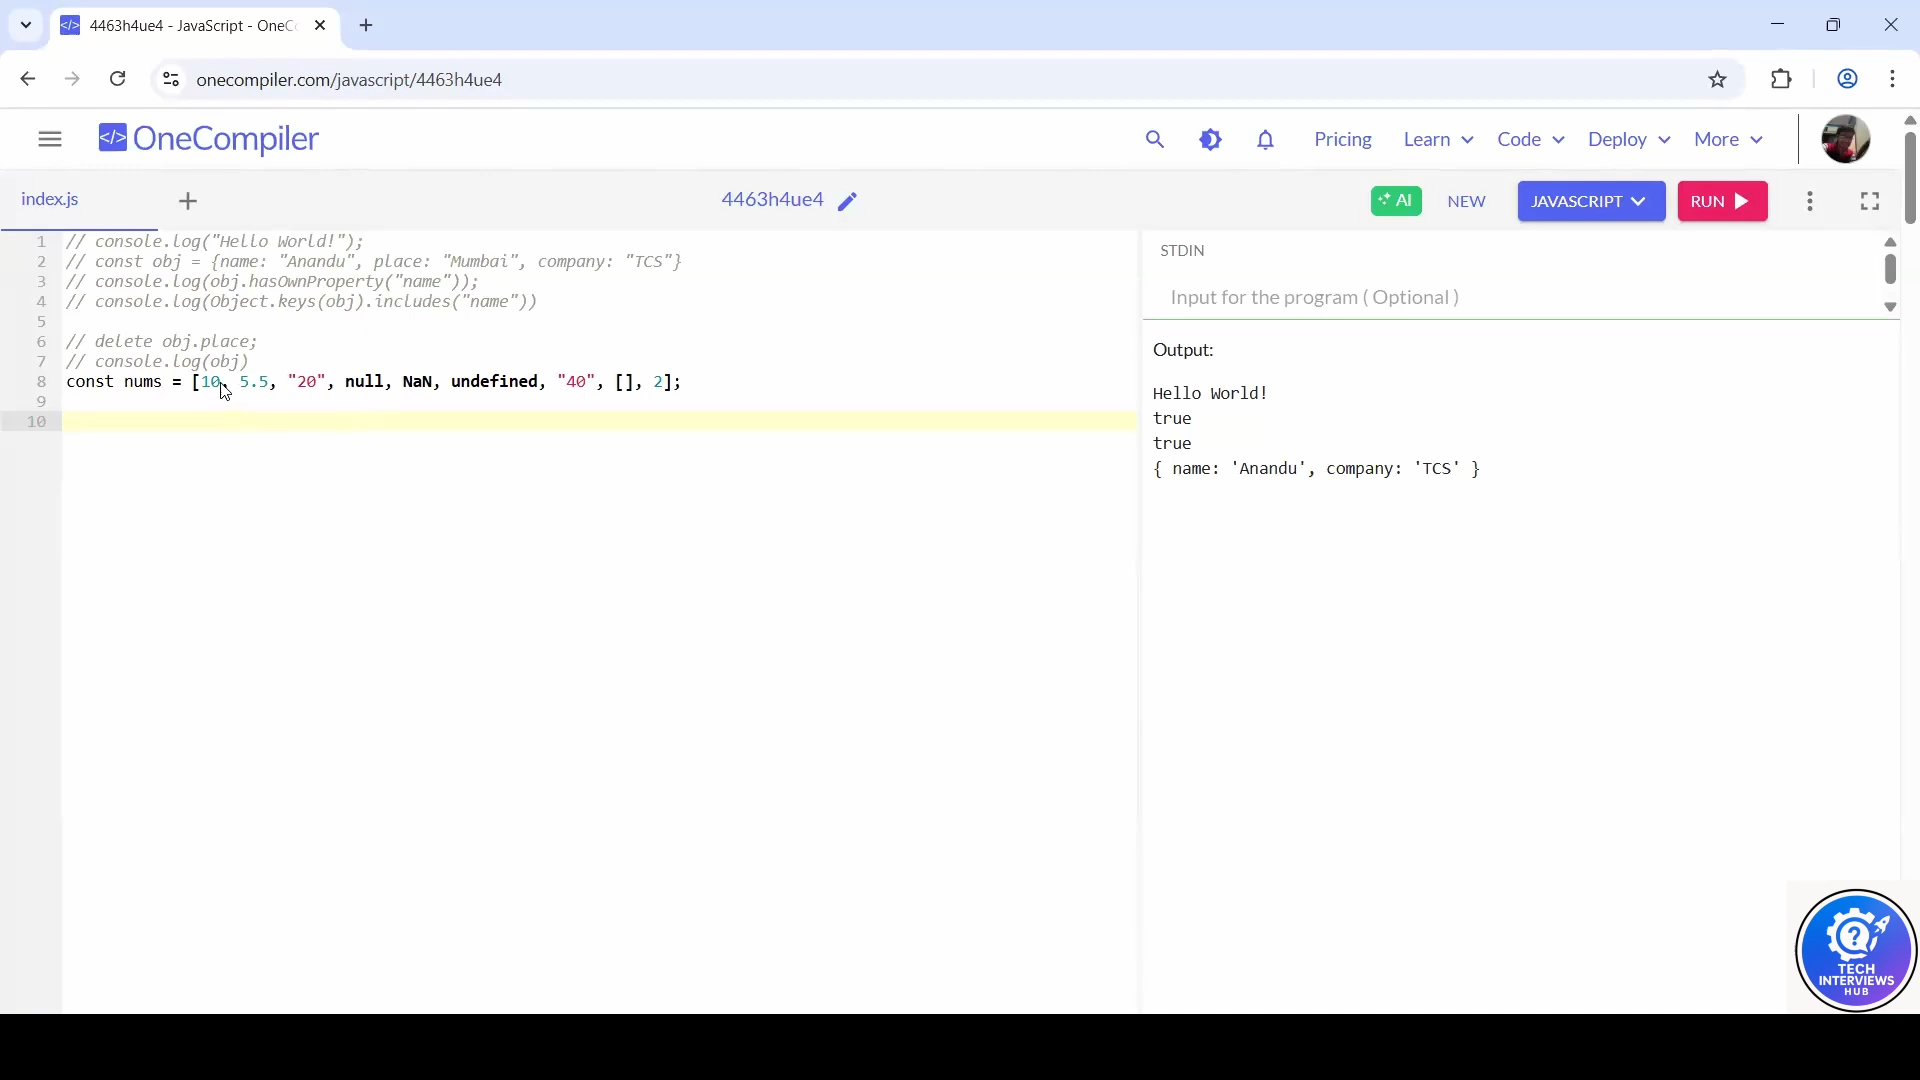 4463h4ue4 - JavaScript - OneC
onecompiler.com/javascript/4463h4ue4
</> OneCompiler
Pricing
Learn
Code
Deploy
More
index.js
4463h4ue4
AI
NEW
JAVASCRIPT
RUN
1 // console.log("Hello World!");
2 // const obj = {name: "Anandu", place: "Mumbai", company: "TCS"}
3 // console.log(obj.hasOwnProperty("name"));
4 // console.log(Object.keys(obj).includes("name"))
5
6 // delete obj.place;
7 // console.log(obj)
8 const nums = [10, 5.5, "20", null, NaN, undefined, "40", [], 2];
9
10
STDIN
Input for the program ( Optional )
Output:
Hello World!
true
true
{ name: 'Anandu', company: 'TCS' }
TECH
INTERVIEWS
HUB